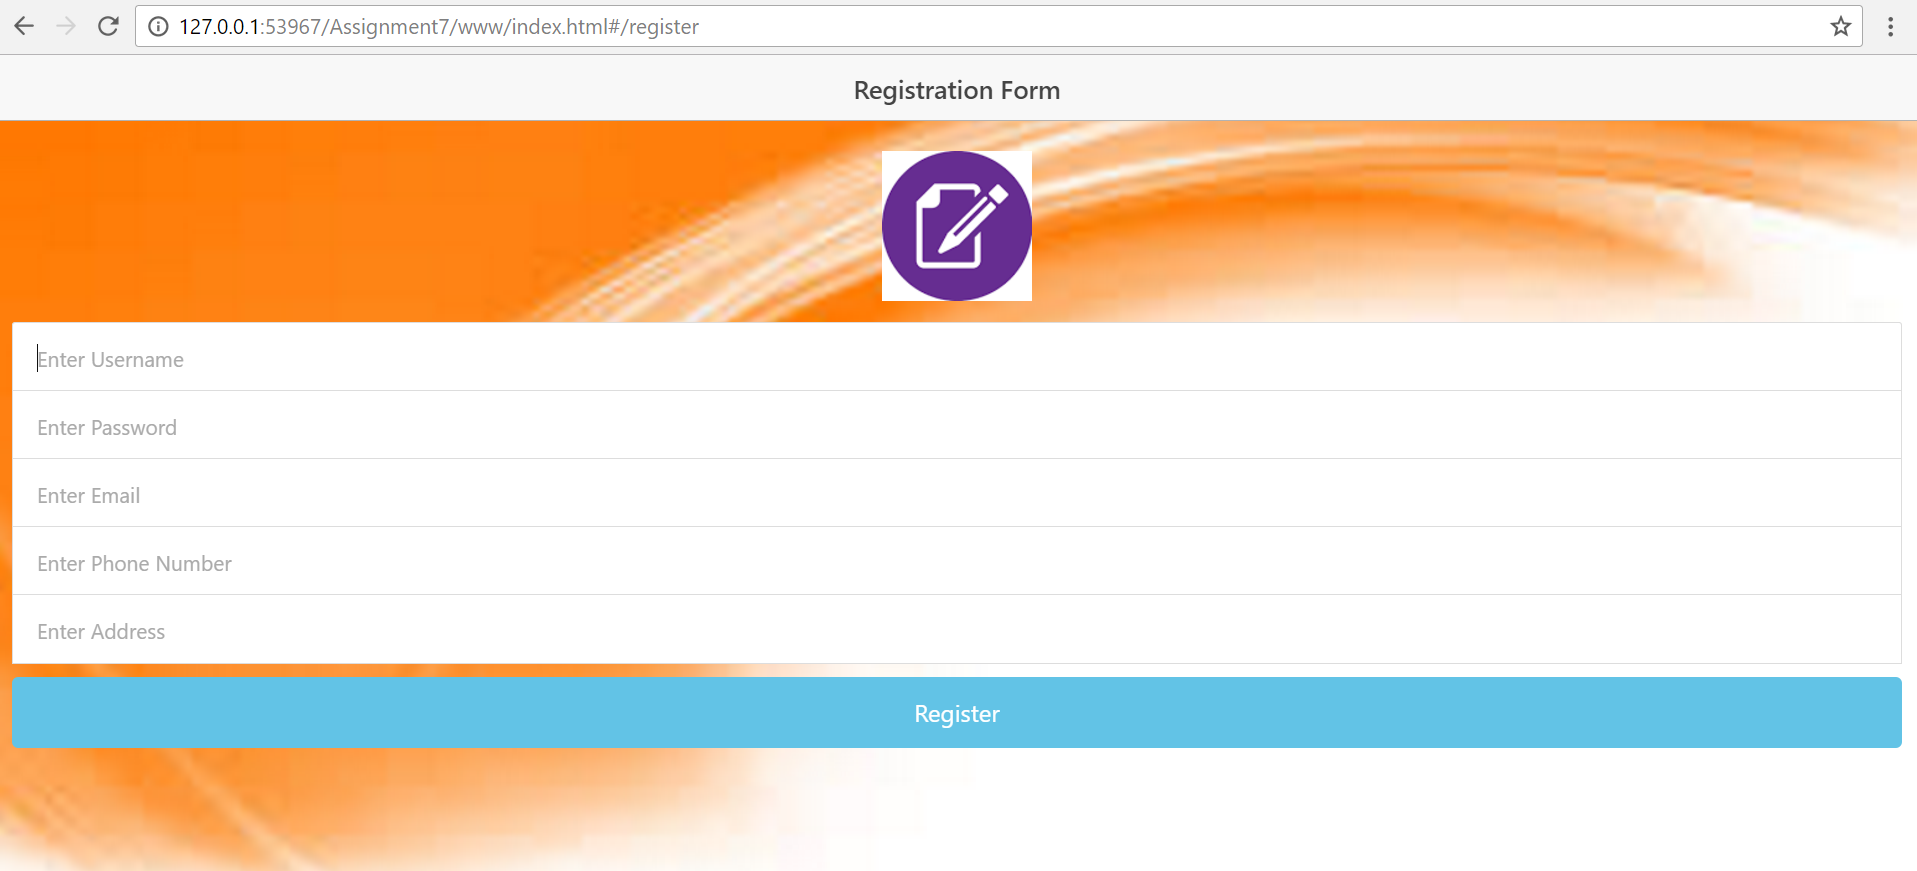 127.0.0.1:53967/Assignment7/www/index.html#/register
Registration Form
Enter Username
Enter Password
Enter Email
Enter Phone Number
Enter Address
Register